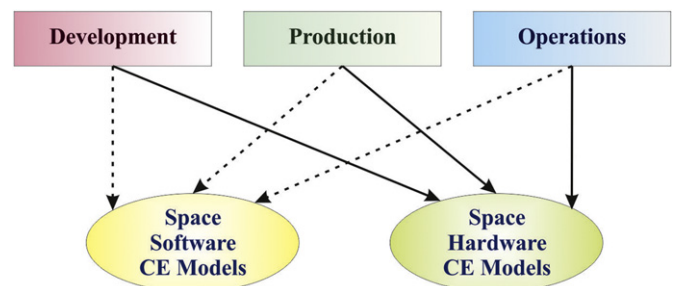 Development
Production
Operations
Space
Software
CE Models
Space
Hardware
CE Models